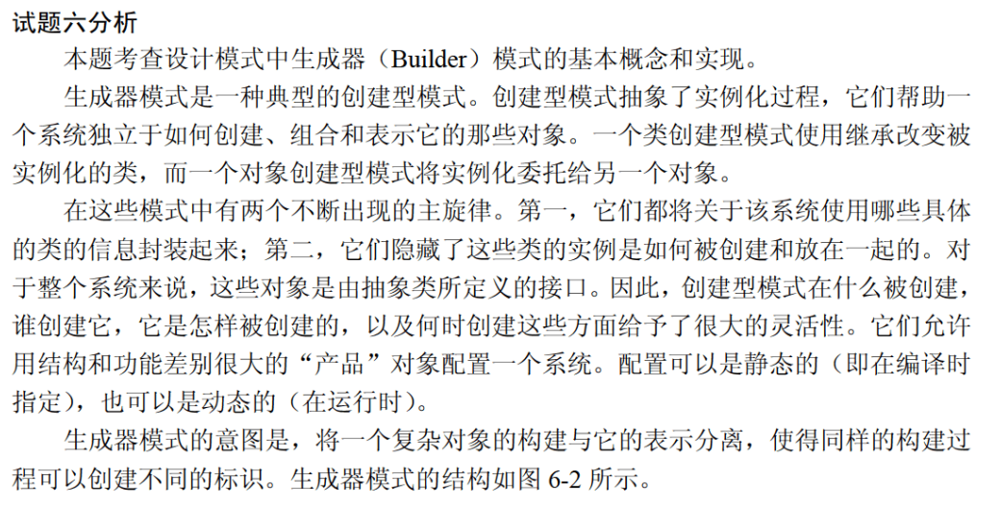 试题六分析
本题考查设计模式中生成器（Builder）模式的基本概念和实现。
生成器模式是一种典型的创建型模式。创建型模式抽象了实例化过程，它们帮助一
个系统独立于如何创建、组合和表示它的那些对象。一个类创建型模式使用继承改变被
实例化的类，而一个对象创建型模式将实例化委托给另一个对象。
在这些模式中有两个不断出现的主旋律。第一，它们都将关于该系统使用哪些具体
的类的信息封装起来；第二，它们隐藏了这些类的实例是如何被创建和放在一起的。对
于整个系统来说，这些对象是由抽象类所定义的接口。因此，创建型模式在什么被创建，
谁创建它，它是怎样被创建的，以及何时创建这些方面给予了很大的灵活性。它们允许
用结构和功能差别很大的“产品”对象配置一个系统。配置可以是静态的（即在编译时
指定），也可以是动态的（在运行时）。
生成器模式的意图是，将一个复杂对象的构建与它的表示分离，使得同样的构建过
程可以创建不同的标识。生成器模式的结构如图 6-2 所示。